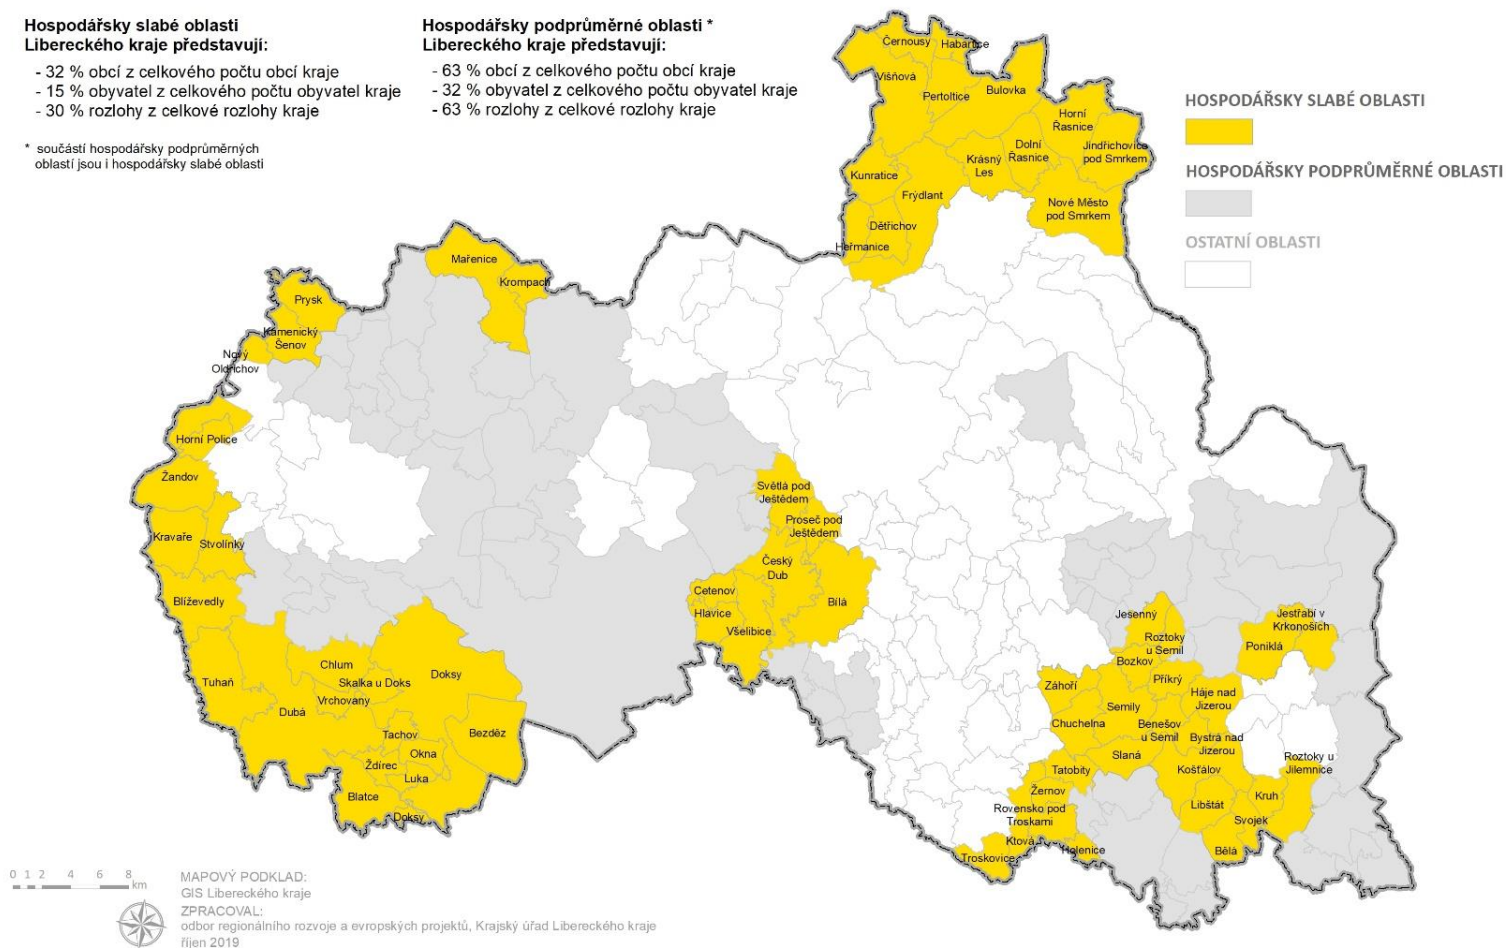 Hospodářsky slabé oblasti
Libereckého kraje představují:
- 32 % obcí z celkového počtu obcí kraje
- 15 % obyvatel z celkového počtu obyvatel kraje
- 30 % rozlohy z celkové rozlohy kraje
Hospodářsky podprůměrné oblasti *
Libereckého kraje představují:
- 63 % obcí z celkového počtu obcí kraje
- 32 % obyvatel z celkového počtu obyvatel kraje
- 63 % rozlohy z celkové rozlohy kraje
* součástí hospodářsky podprůměrných
oblastí jsou i hospodářsky slabé oblasti
HOSPODÁŘSKY SLABÉ OBLASTI
HOSPODÁŘSKY PODPRŮMĚRNÉ OBLASTI
OSTATNÍ OBLASTI
Černousy
Habartice
Višňová
Pertoltice
Bulovka
Horní
Řasnice
Dolní
Řasnice
Jindřichovice
pod Smrkem
Krásný
Les
Kunratice
Frýdlant
Nové Město
pod Smrkem
Dětřichov
Heřmanice
Mařenice
Krompach
Prysk
Kamenický
Šenov
Nový
Oldřichov
Horní Police
Žandov
Kravaře
Stvolínky
Blíževedly
Tuhaň
Chlum
Skalka u Doks
Doksy
Vrchovany
Dubá
Tachov
Bezděz
Okna
Ždírec
Luka
Blatce
Doksy
Světlá pod
Ještědem
Proseč pod
Ještědem
Český
Dub
Cetenov
Hlavice
Bílá
Všelibice
Jesenný
Roztoky
u Semil
Bozkov
Jestřabí v
Krkonoších
Poniklá
Záhoří
Příkrý
Háje nad
Jizerou
Semily
Chuchelna
Benešov
u Semil
Bystrá nad
Jizerou
Slaná
Roztoky u
Jilemnice
Tatobity
Košťálov
Žernov
Kruh
Rovensko pod
Troskami
Libštát
Svojek
Ktová
Holenice
Bělá
Troskovice
0 1 2 4 6 8
km
MAPOVÝ PODKLAD:
GIS Libereckého kraje
ZPRACOVAL:
odbor regionálního rozvoje a evropských projektů, Krajský úřad Libereckého kraje
říjen 2019